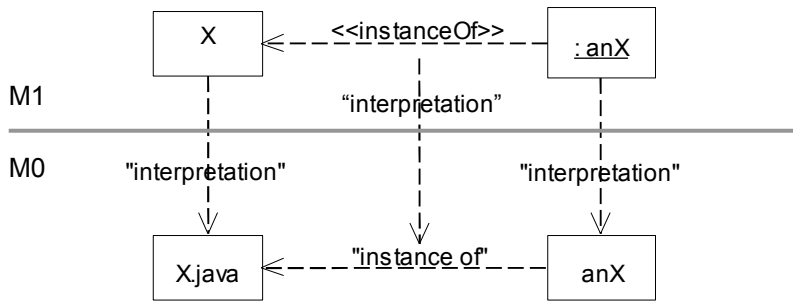 X
<<instanceOf>>
: anX
M1
“interpretation”
M0
"interpretation"
"interpretation"
X.java
"instance of"
anX